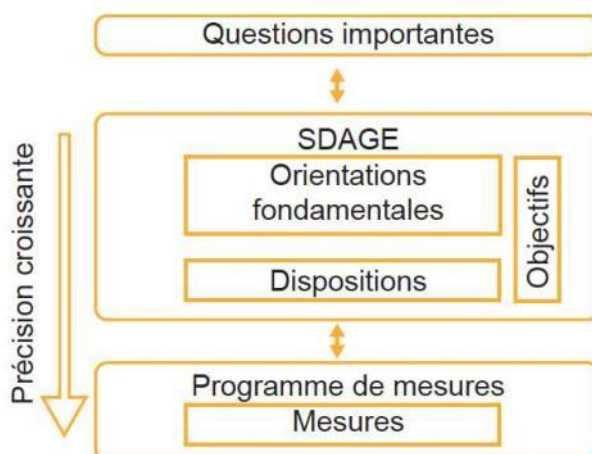 Questions importantes
SDAGE
Orientations
fondamentales
Dispositions
Objectifs
Programme de mesures
Mesures
Précision croissante